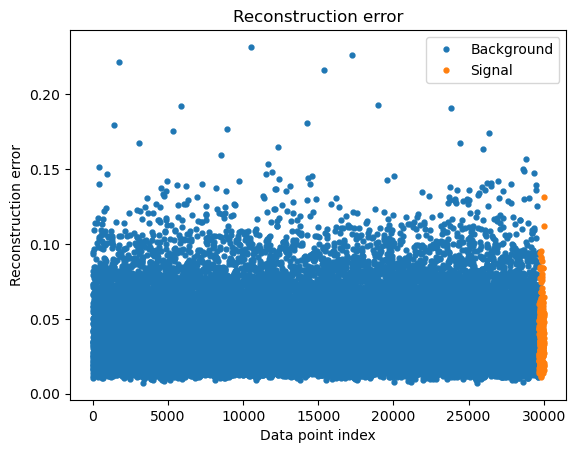 Reconstruction error
Background
Signal
Reconstruction error
0.20
0.15
0.10
0.05
0.00
0
5000
10000
15000
20000
25000
30000
Data point index